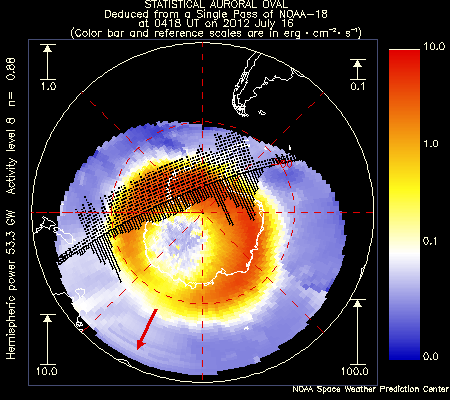 STATISTICAL AURORAL OVAL
Deduced from a Single Pass of NOAA-18
at 0418 UT on 2012 July 16
(Color bar and reference scales are in erg·cm⁻²·s⁻¹)
1.0
0.1
10.0
100.0
Hemispheric power 53.3 GW Activity level 8 n= 0.88
10.0
1.0
0.1
0.0
NOAA Space Weather Prediction Center